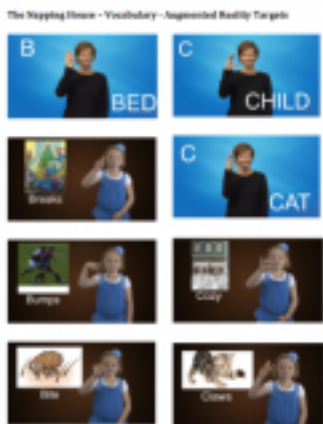 The Napping House - Vocabulary - Augmented Reality Targets
B
BED
C
CHILD
Breaks
C
CAT
Bumps
Cozy
Bite
Claws